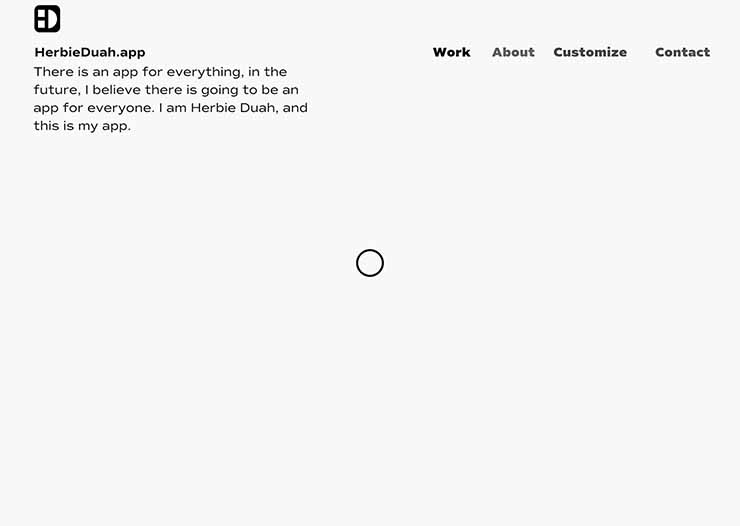 HD
HerbieDuah.app
Work About Customize Contact
There is an app for everything, in the
future, I believe there is going to be an
app for everyone. I am Herbie Duah, and
this is my app.